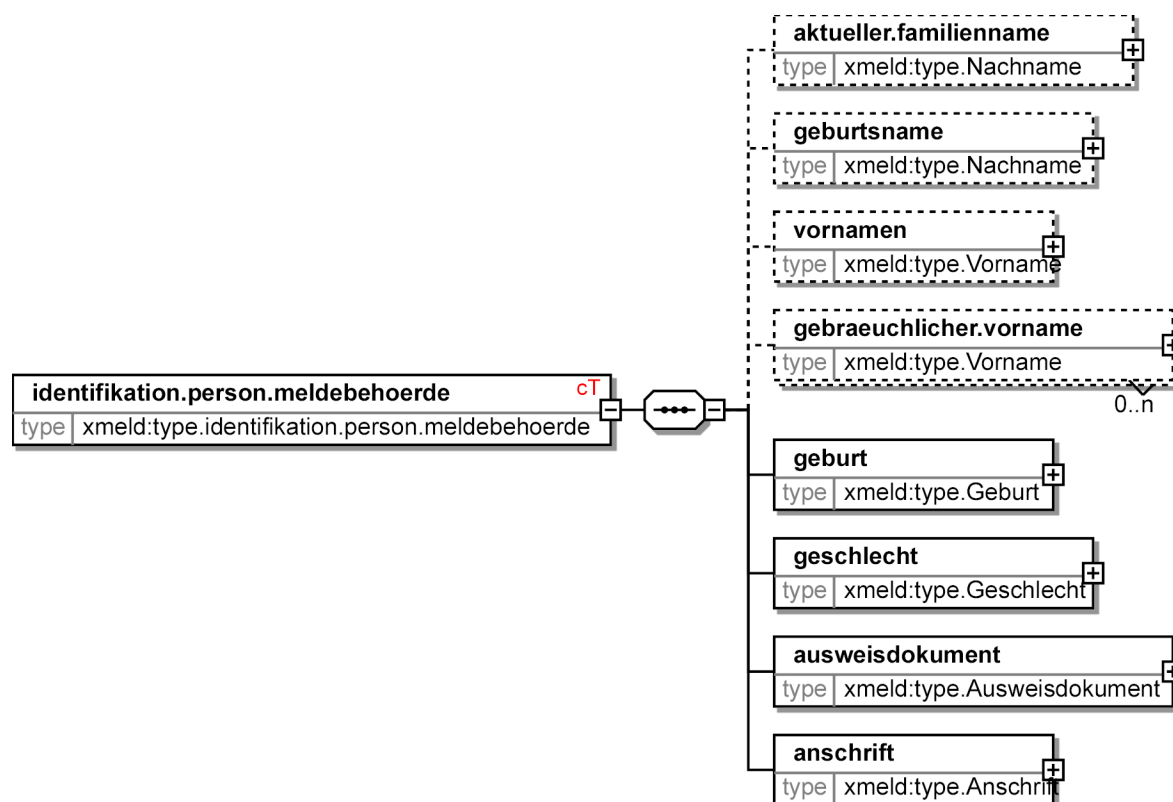 aktueller.familienname
type xmeld:type.Nachname
geburtsname
type xmeld:type.Nachname
vornamen
type xmeld:type.Vorname
gebraeuchlicher.vorname
type xmeld:type.Vorname
0..n
identifikation.person.meldebehoerde cT
type xmeld:type.identifikation.person.meldebehoerde
geburt
type xmeld:type.Geburt
geschlecht
type xmeld:type.Geschlecht
ausweisdokument
type xmeld:type.Ausweisdokument
anschrift
type xmeld:type.Anschrift